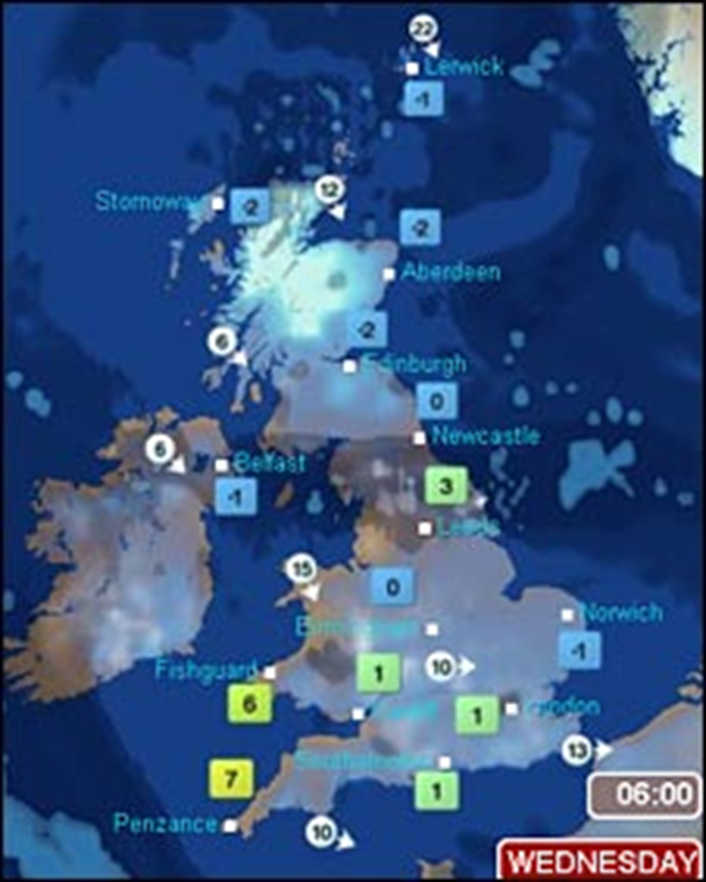 22
Lerwick
-1
12
Stornoway
-2
-2
Aberdeen
-2
6
Edinburgh
0
Newcastle
6
Belfast
-1
3
Leeds
15
0
Norwich
-1
Fishguard
10
1
6
1
London
13
7
1
06:00
Penzance
10
WEDNESDAY